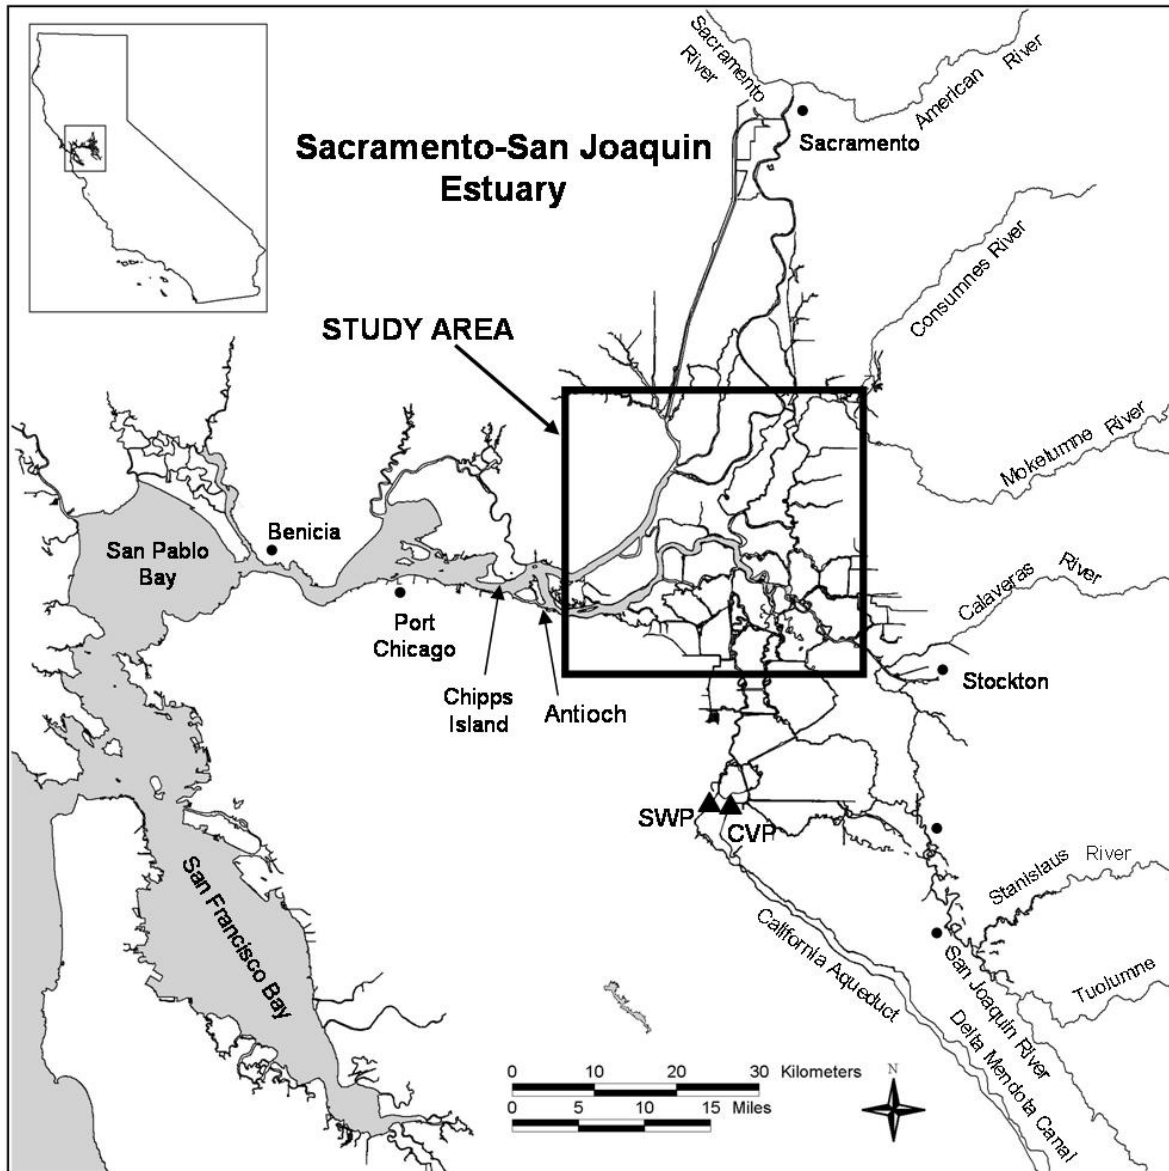 Sacramento
River
American River
Sacramento
Sacramento-San Joaquin
Estuary
Consumnes River
STUDY AREA
Mokelumne River
Benicia
San Pablo
Bay
Port
Chicago
Calaveras River
Chipps
Island
Antioch
Stockton
SWP
CVP
San Francisco Bay
Stanislaus River
California Aqueduct
San Joaquin River
Tuolumne
Delta Mendota Canal
0 10 20 30 Kilometers
0 5 10 15 Miles
N